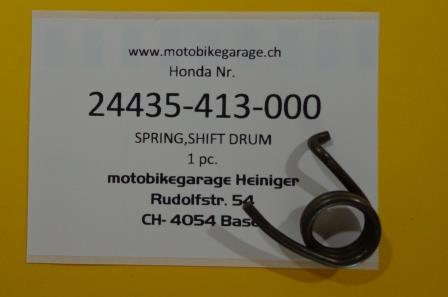 www.motobikegarage.ch
Honda Nr.
24435-413-000
SPRING,SHIFT DRUM
1 pc.
motobikegarage Heiniger
Rudolfstr. 54
CH- 4054 Base